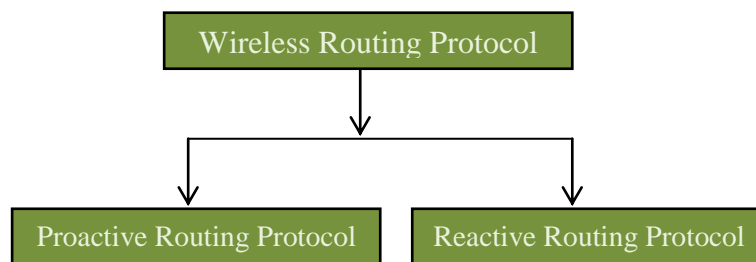 Wireless Routing Protocol
Proactive Routing Protocol
Reactive Routing Protocol